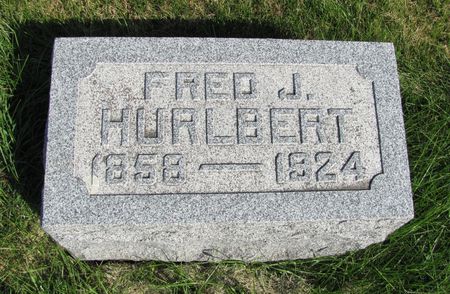 FRED J.
HURLBERT
1858 — 1924